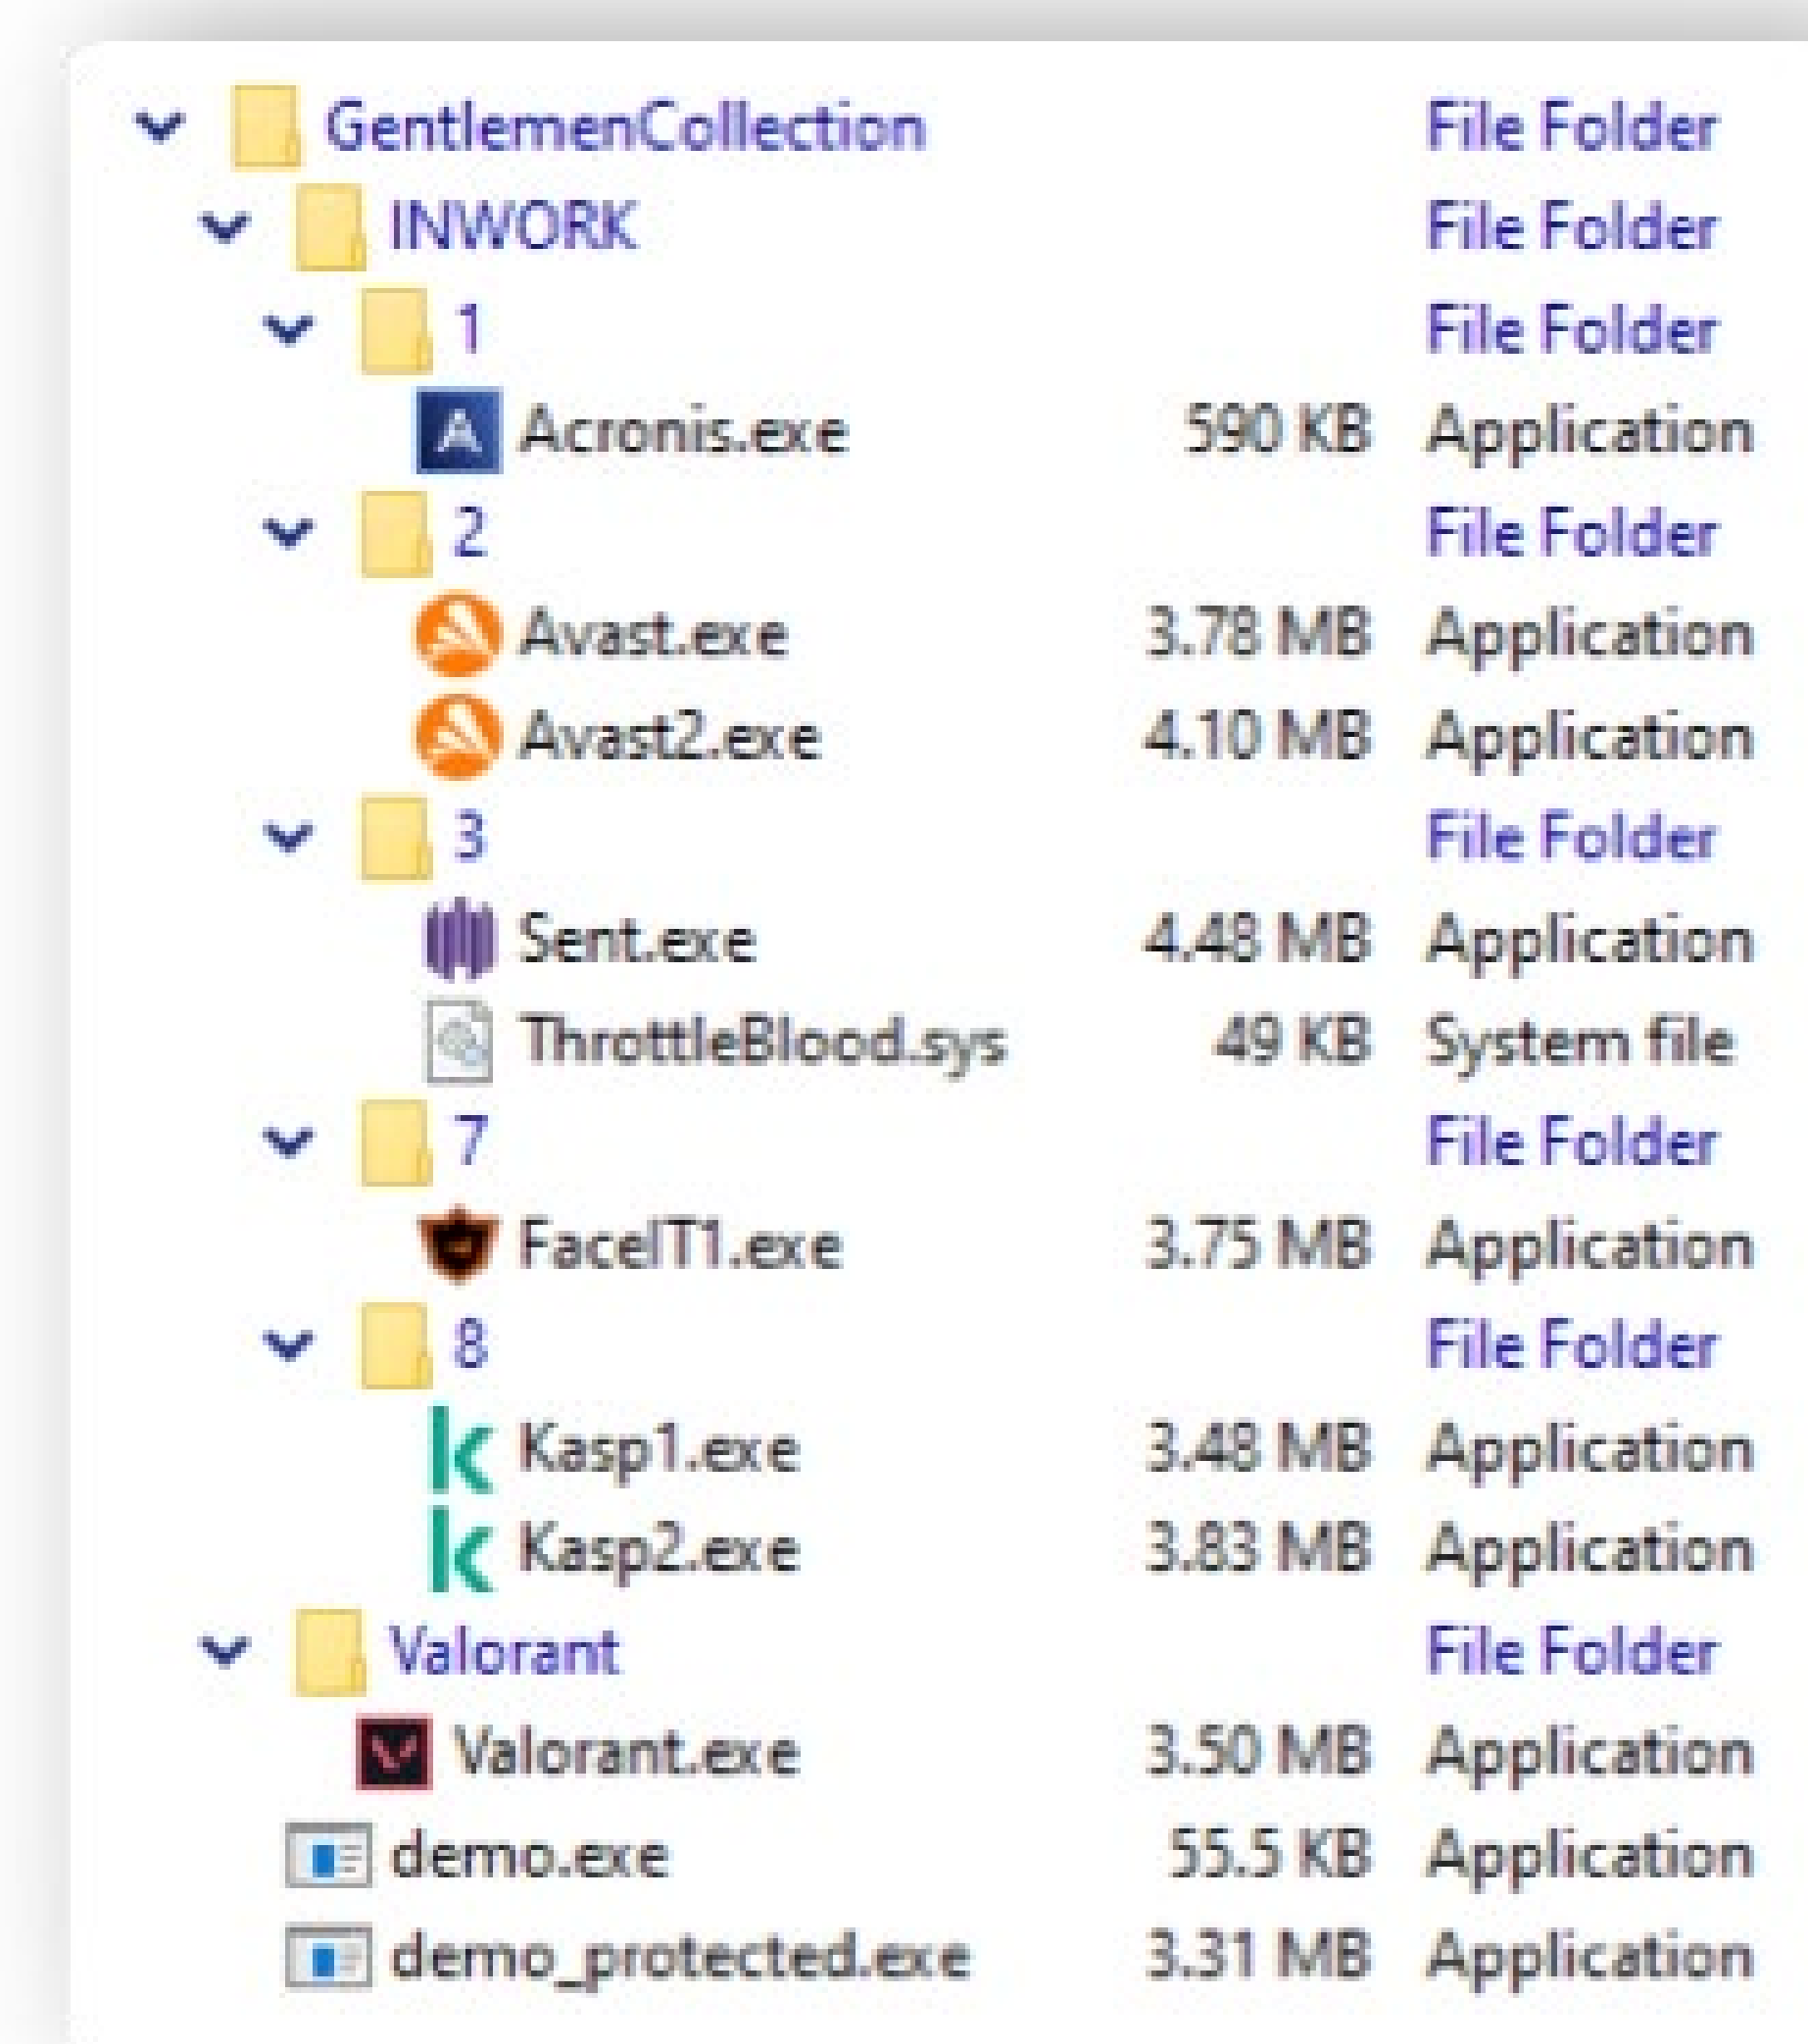 GentlemenCollection File Folder
INWORK File Folder
1 File Folder
Acronis.exe 590 KB Application
2 File Folder
Avast.exe 3.78 MB Application
Avast2.exe 4.10 MB Application
3 File Folder
Sent.exe 4.48 MB Application
ThrottleBlood.sys 49 KB System file
7 File Folder
FaceIT1.exe 3.75 MB Application
8 File Folder
Kasp1.exe 3.48 MB Application
Kasp2.exe 3.83 MB Application
Valorant File Folder
Valorant.exe 3.50 MB Application
demo.exe 55.5 KB Application
demo_protected.exe 3.31 MB Application